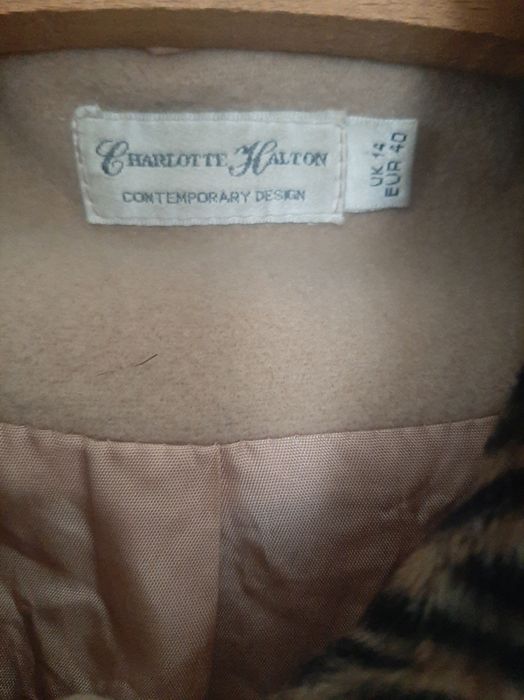 CHARLOTTE HALTON
CONTEMPORARY DESIGN
UK 14
EUR 40